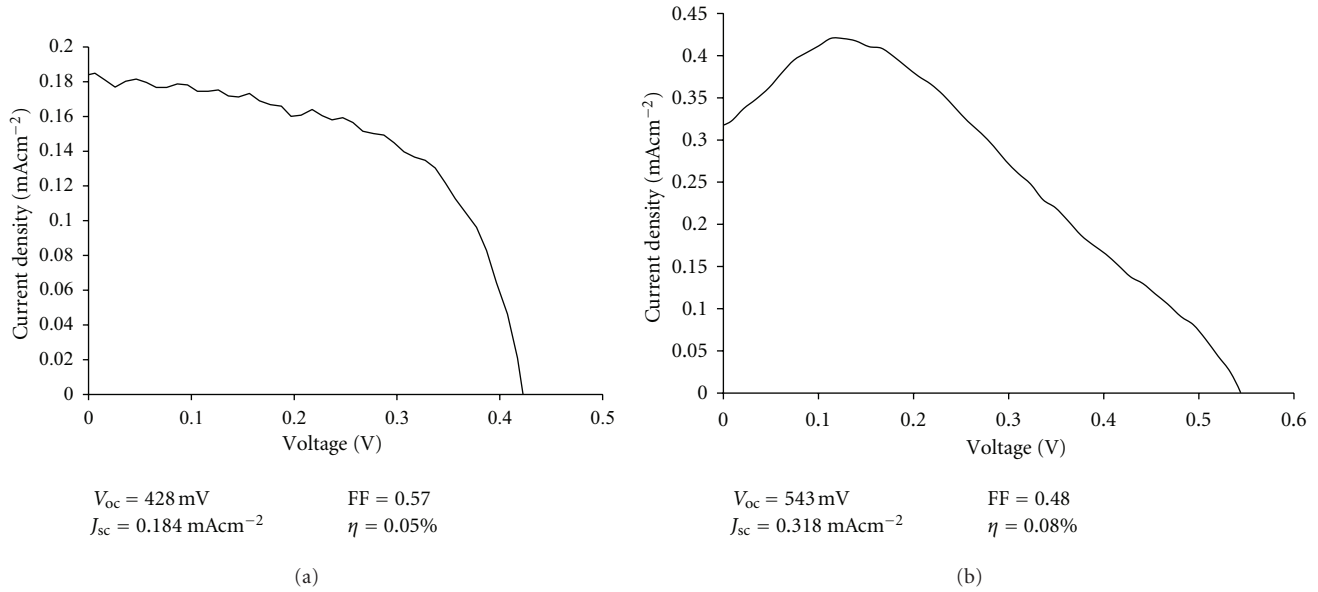 0.2
0.18
0.16
0.14
0.12
0.1
0.08
0.06
0.04
0.02
0
0 0.1 0.2 0.3 0.4 0.5
Voltage (V)
Current density (mAcm⁻²)
V_oc = 428 mV FF = 0.57
J_sc = 0.184 mAcm⁻² η = 0.05%
(a)
0.45
0.4
0.35
0.3
0.25
0.2
0.15
0.1
0.05
0
0 0.1 0.2 0.3 0.4 0.5 0.6
Voltage (V)
Current density (mAcm⁻²)
V_oc = 543 mV FF = 0.48
J_sc = 0.318 mAcm⁻² η = 0.08%
(b)